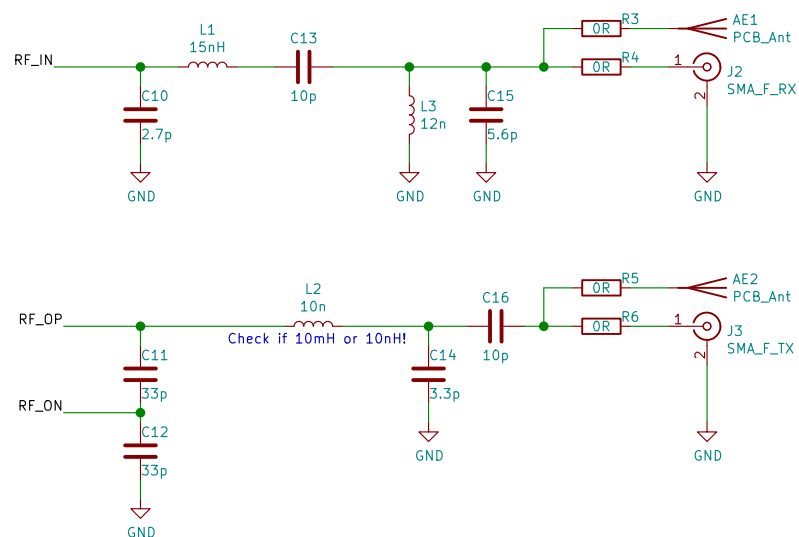 L1
15nH
C13
10p
RF_IN
C10
2.7p
GND
L3
12n
GND
C15
5.6p
GND
R3
0R
AE1
PCB_Ant
R4
0R
1
J2
SMA_F_RX
2
GND
RF_OP
L2
10n
Check if 10mH or 10nH!
C11
33p
RF_ON
C12
33p
GND
C14
3.3p
GND
C16
10p
R5
0R
AE2
PCB_Ant
R6
0R
1
J3
SMA_F_TX
2
GND